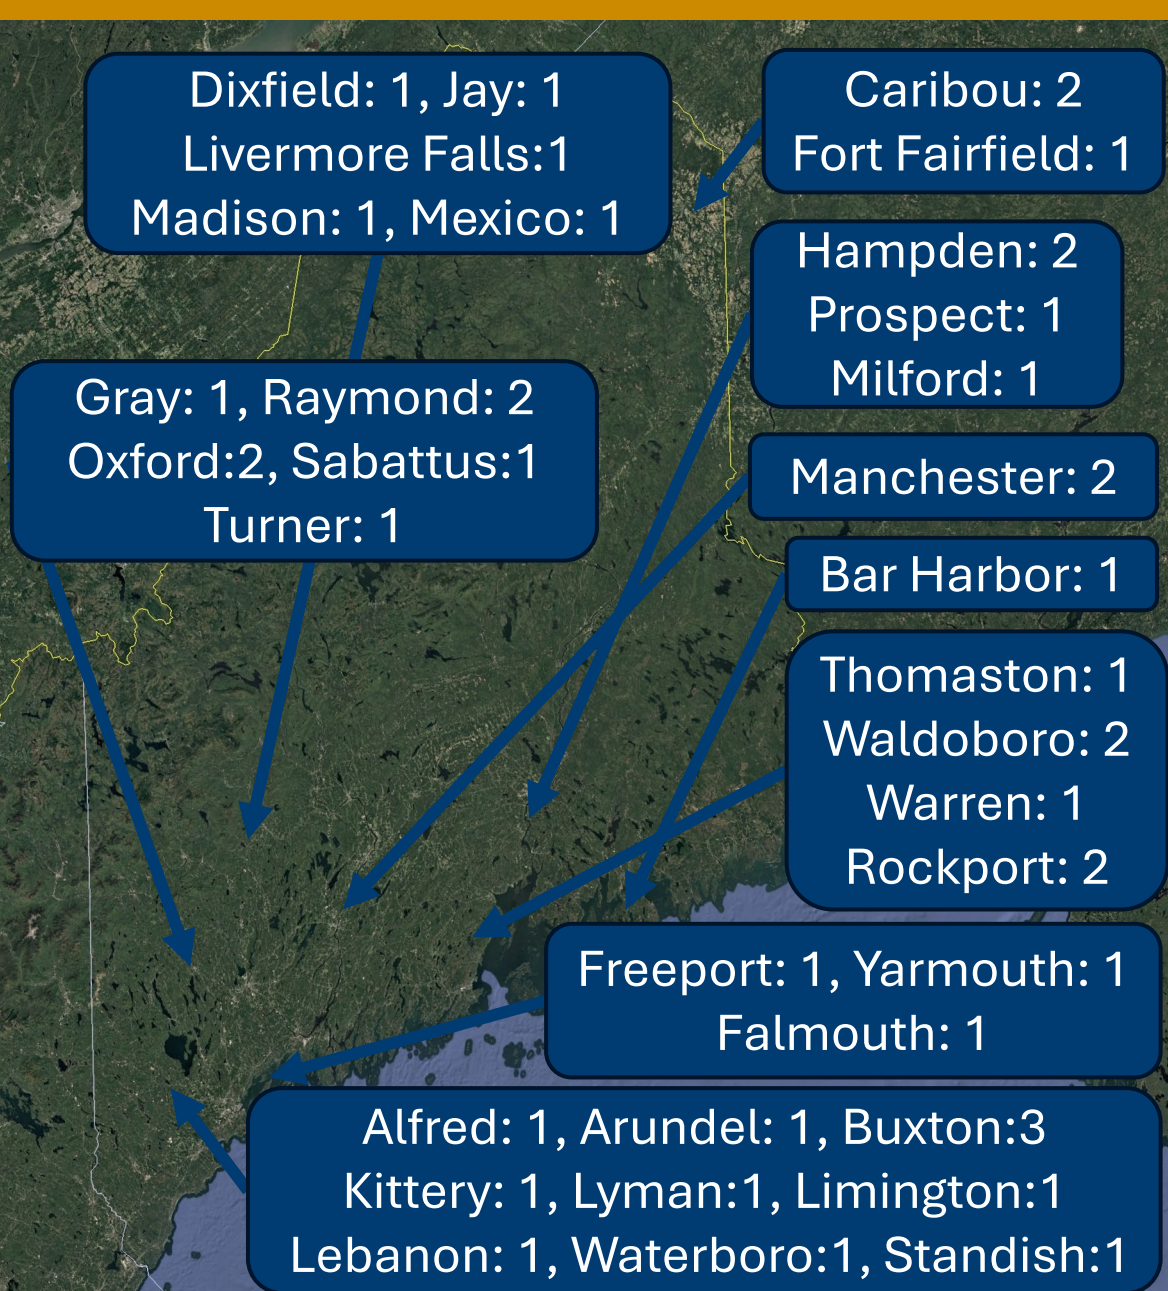 Dixfield: 1, Jay: 1
Livermore Falls:1
Madison: 1, Mexico: 1
Caribou: 2
Fort Fairfield: 1
Hampden: 2
Prospect: 1
Milford: 1
Gray: 1, Raymond: 2
Oxford:2, Sabattus:1
Turner: 1
Manchester: 2
Bar Harbor: 1
Thomaston: 1
Waldoboro: 2
Warren: 1
Rockport: 2
Freeport: 1, Yarmouth: 1
Falmouth: 1
Alfred: 1, Arundel: 1, Buxton:3
Kittery: 1, Lyman:1, Limington:1
Lebanon: 1, Waterboro:1, Standish:1